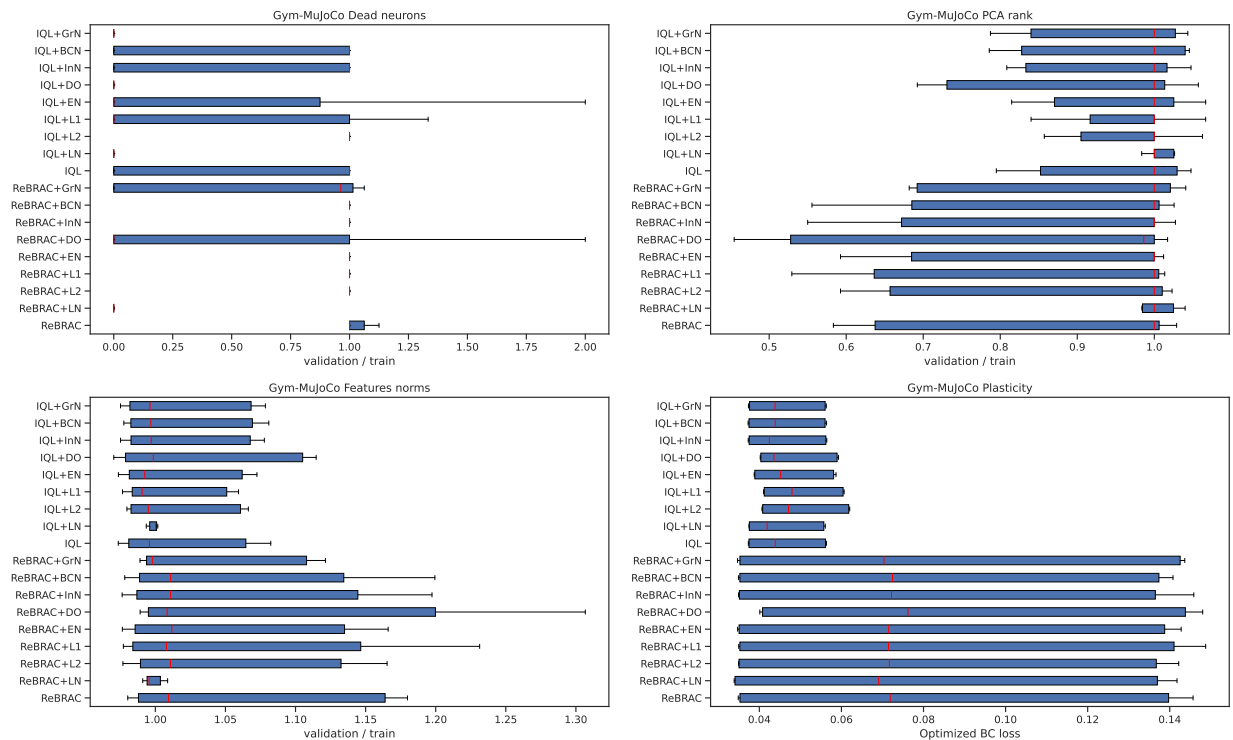 Gym-MuJoCo Dead neurons
IQL+GrN
IQL+BCN
IQL+InN
IQL+DO
IQL+EN
IQL+L1
IQL+L2
IQL+LN
IQL
ReBRAC+GrN
ReBRAC+BCN
ReBRAC+InN
ReBRAC+DO
ReBRAC+EN
ReBRAC+L1
ReBRAC+L2
ReBRAC+LN
ReBRAC
0.00 0.25 0.50 0.75 1.00 1.25 1.50 1.75 2.00
validation / train
Gym-MuJoCo PCA rank
IQL+GrN
IQL+BCN
IQL+InN
IQL+DO
IQL+EN
IQL+L1
IQL+L2
IQL+LN
IQL
ReBRAC+GrN
ReBRAC+BCN
ReBRAC+InN
ReBRAC+DO
ReBRAC+EN
ReBRAC+L1
ReBRAC+L2
ReBRAC+LN
ReBRAC
0.5 0.6 0.7 0.8 0.9 1.0
validation / train
Gym-MuJoCo Features norms
IQL+GrN
IQL+BCN
IQL+InN
IQL+DO
IQL+EN
IQL+L1
IQL+L2
IQL+LN
IQL
ReBRAC+GrN
ReBRAC+BCN
ReBRAC+InN
ReBRAC+DO
ReBRAC+EN
ReBRAC+L1
ReBRAC+L2
ReBRAC+LN
ReBRAC
1.00 1.05 1.10 1.15 1.20 1.25 1.30
validation / train
Gym-MuJoCo Plasticity
IQL+GrN
IQL+BCN
IQL+InN
IQL+DO
IQL+EN
IQL+L1
IQL+L2
IQL+LN
IQL
ReBRAC+GrN
ReBRAC+BCN
ReBRAC+InN
ReBRAC+DO
ReBRAC+EN
ReBRAC+L1
ReBRAC+L2
ReBRAC+LN
ReBRAC
0.04 0.06 0.08 0.10 0.12 0.14
Optimized BC loss